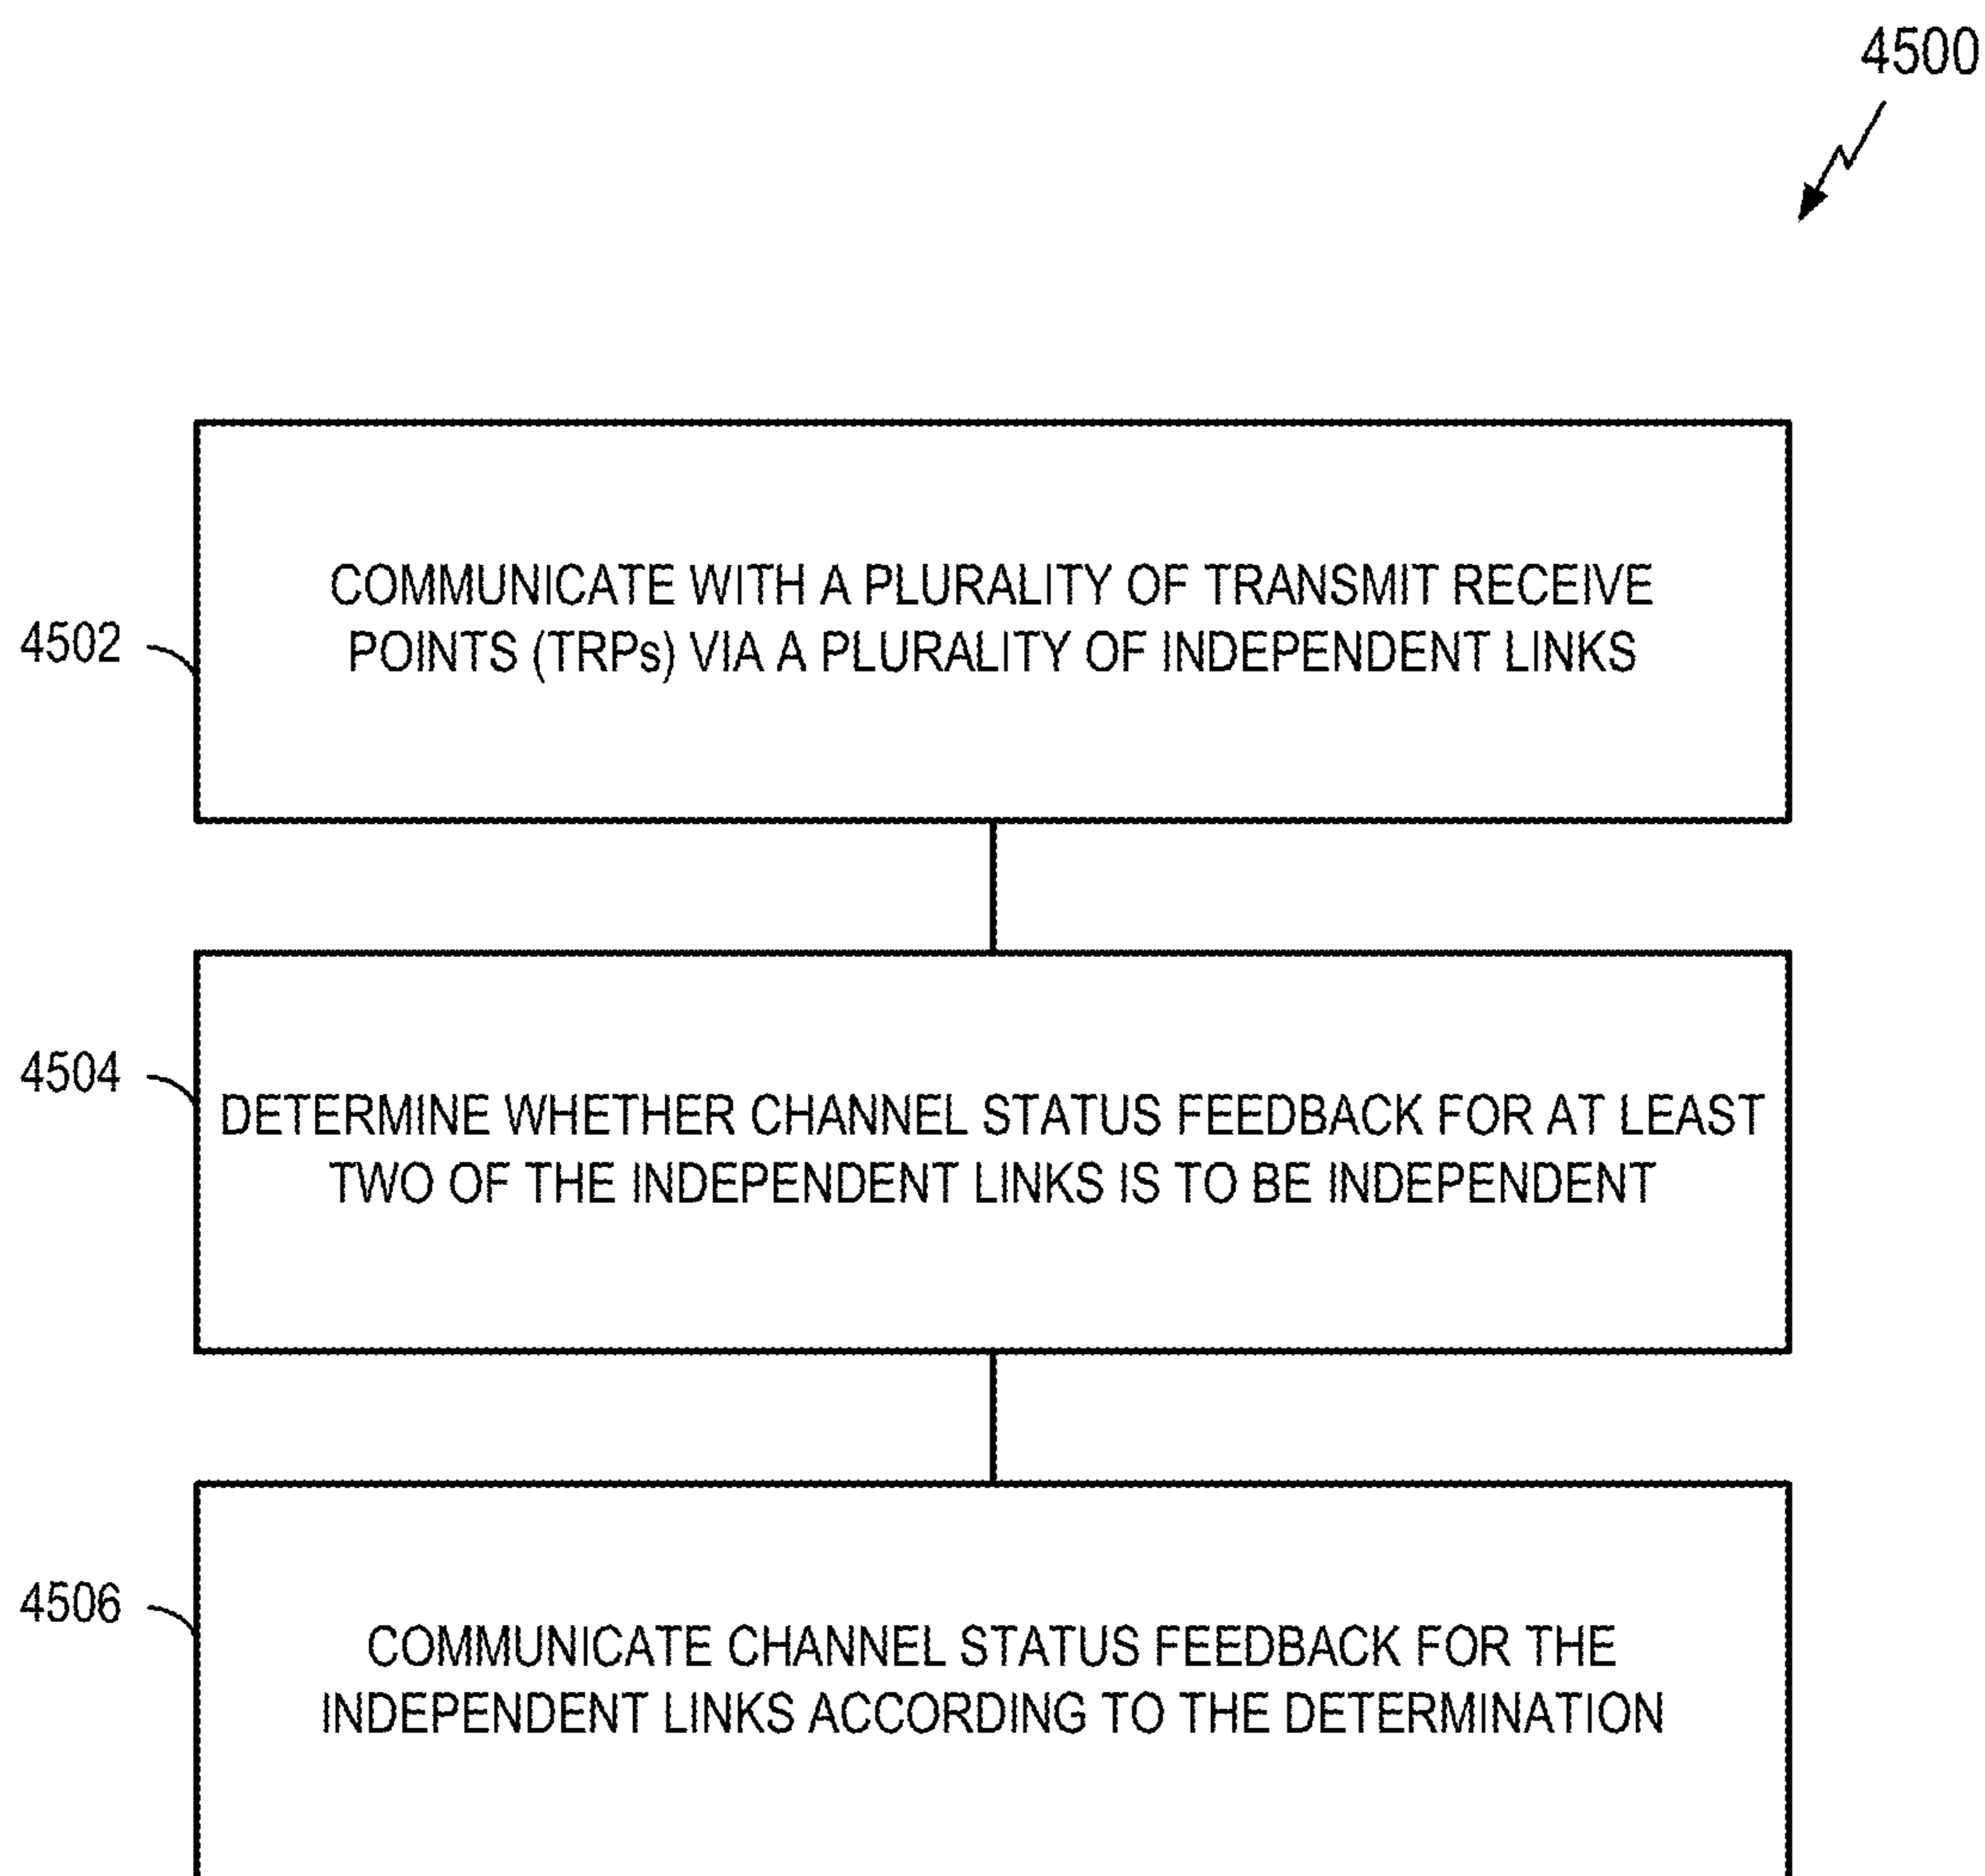 4500
4502
COMMUNICATE WITH A PLURALITY OF TRANSMIT RECEIVE
POINTS (TRPs) VIA A PLURALITY OF INDEPENDENT LINKS
4504
DETERMINE WHETHER CHANNEL STATUS FEEDBACK FOR AT LEAST
TWO OF THE INDEPENDENT LINKS IS TO BE INDEPENDENT
4506
COMMUNICATE CHANNEL STATUS FEEDBACK FOR THE
INDEPENDENT LINKS ACCORDING TO THE DETERMINATION